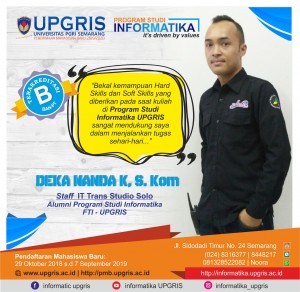 UPGRIS
UNIVERSITAS PGRI SEMARANG
PROGRAM STUDI
INFORMATIKA
it's driven by values
TERAKREDITASI
B
"Bekal kemampuan Hard
Skills dan Soft Skills yang
diberikan pada saat kuliah
di Program Studi
Informatika UPGRIS
sangat mendukung saya
dalam menjalankan tugas
sehari-hari..."
DEKA NANDA K, S. Kom
Staff IT Trans Studio Solo
Alumni Program Studi Informatika
FTI - UPGRIS
Pendaftaran Mahasiswa Baru:
29 Oktober 2018 s.d 7 September 2019
www.upgris.ac.id | http://pmb.upgris.ac.id
Jl. Sidodadi Timur No. 24 Semarang
(024) 8316377 / 8448217
081328522082 | Noora
http://informatika.upgris.ac.id
informatic upgris
informatic.upgris
informatic_upgris